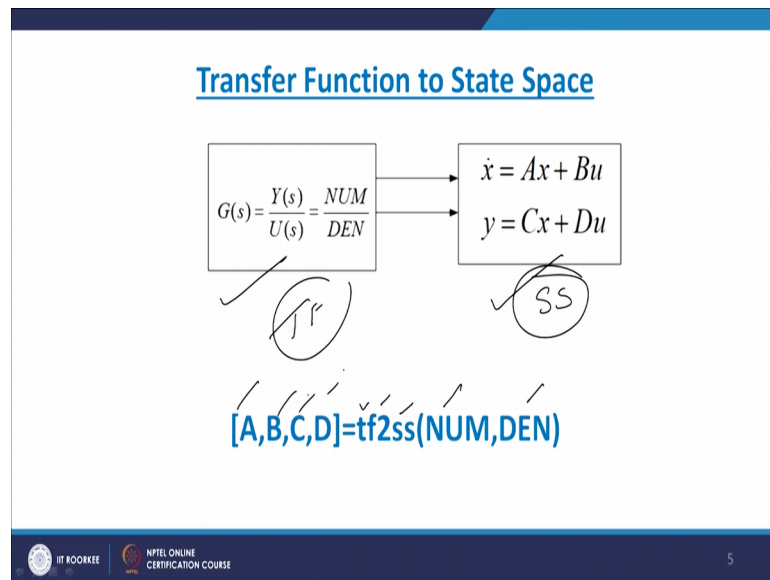 Transfer Function to State Space
G(s) = Y(s)/U(s) = NUM/DEN
ẋ = Ax + Bu
y = Cx + Du
TF
SS
[A,B,C,D]=tf2ss(NUM,DEN)
IIT ROORKEE
NPTEL ONLINE
CERTIFICATION COURSE
5